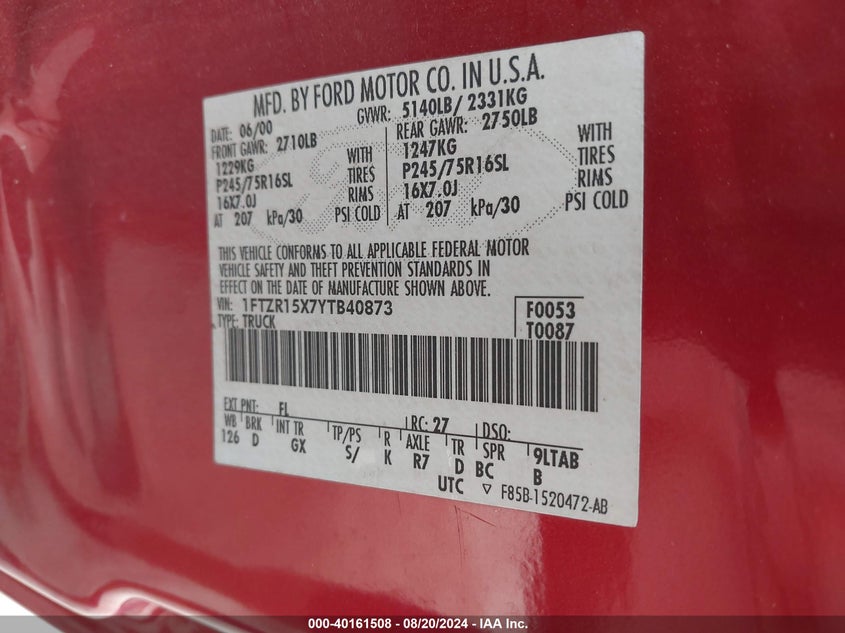 MFD. BY FORD MOTOR CO. IN U.S.A.
DATE: 06/00 GVWR: 5140LB/ 2331KG
FRONT GAWR: 2710LB REAR GAWR: 2750LB
1229KG WITH 1247KG WITH
P245/75R16SL TIRES P245/75R16SL TIRES
16X7.0J RIMS 16X7.0J RIMS
AT 207 kPa/30 PSI COLD AT 207 kPa/30 PSI COLD
THIS VEHICLE CONFORMS TO ALL APPLICABLE FEDERAL MOTOR
VEHICLE SAFETY AND THEFT PREVENTION STANDARDS IN
EFFECT ON THE DATE OF MANUFACTURE SHOWN ABOVE.
VIN: 1FTZR15X7YTB40873 F0053
TYPE: TRUCK T0087
EXT PNT: FL RC: 27 DSO:
WB BRK INT TR TP/PS R AXLE TR SPR 9LTAB
126 D GX S/ K R7 D BC B
UTC ▽ F85B-1520472-AB
000-40161508 - 08/20/2024 - IAA Inc.